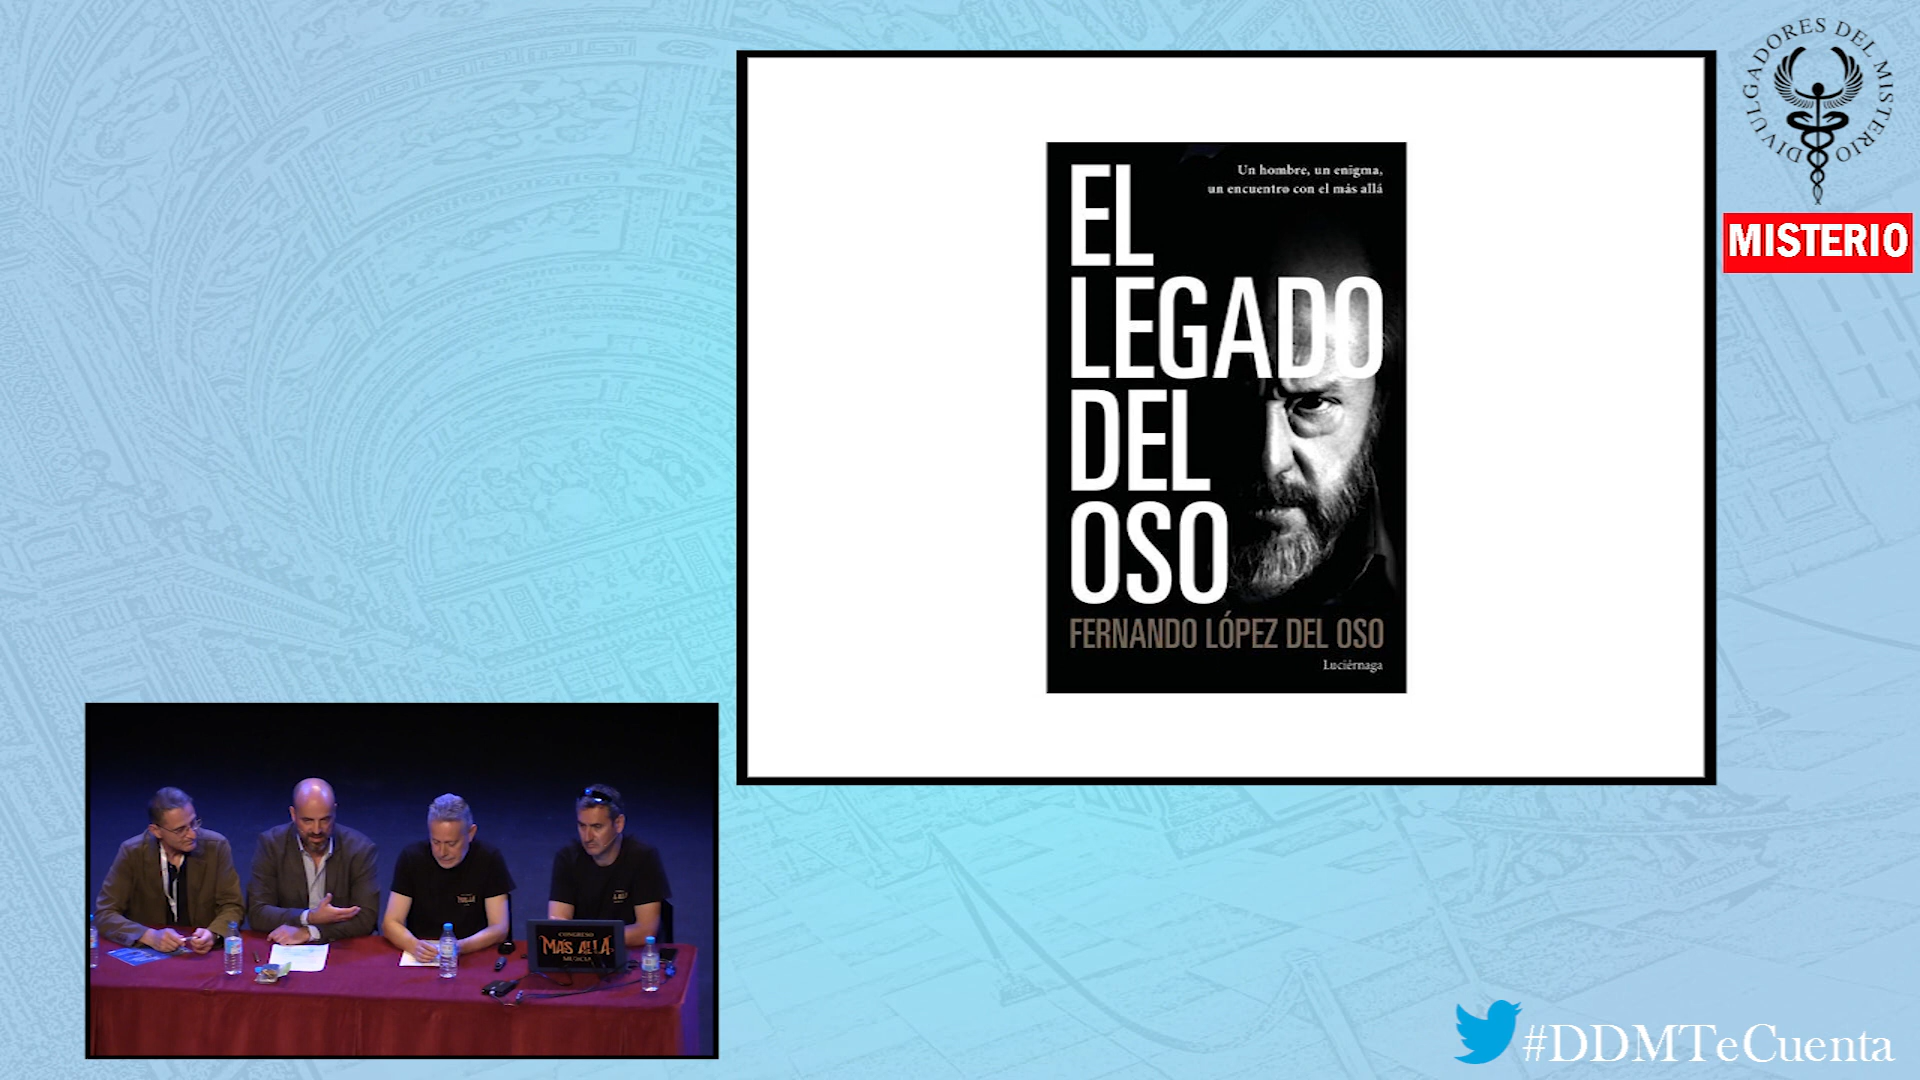 DIVULGADORES DEL MISTERIO
MISTERIO
Un hombre, un enigma,
un encuentro con el más allá
EL
LEGADO
DEL
OSO
FERNANDO LÓPEZ DEL OSO
Luciérnaga
CONGRESO
MÁS ALLÁ
MURCIA
#DDMTeCuenta